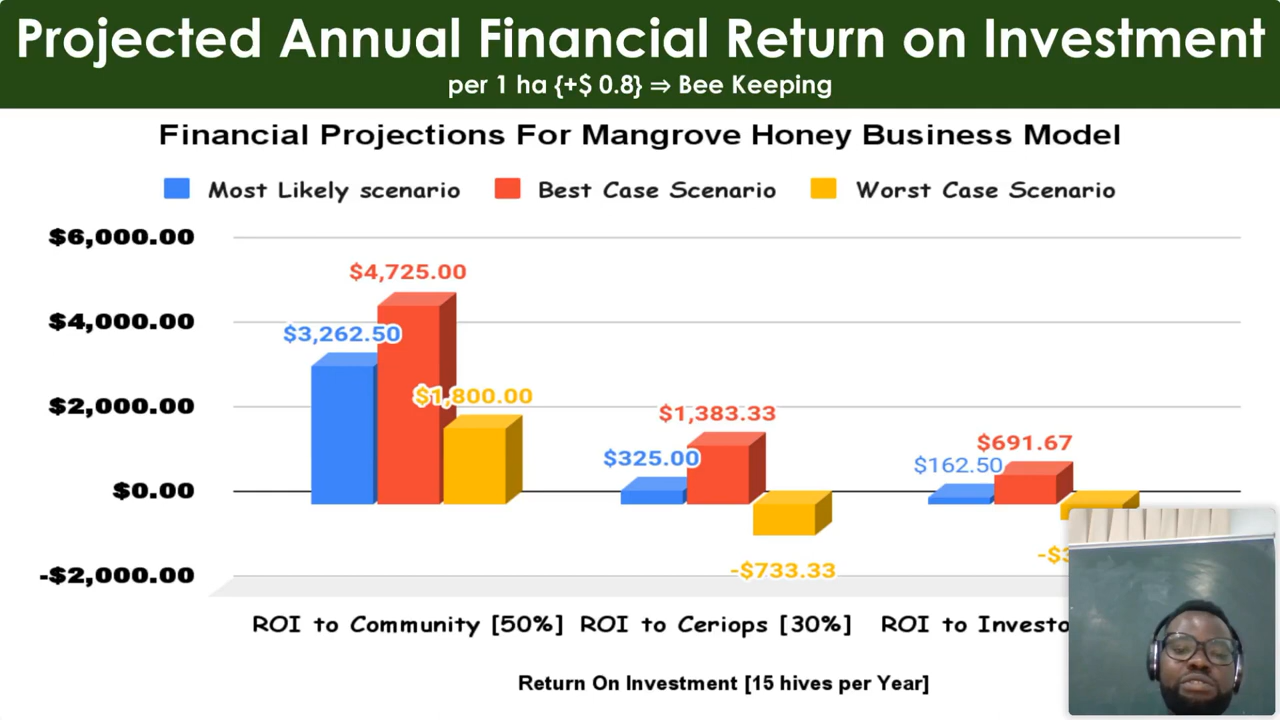 Projected Annual Financial Return on Investment
per 1 ha {+$ 0.8} ⇒ Bee Keeping
Financial Projections For Mangrove Honey Business Model
Most Likely scenario
Best Case Scenario
Worst Case Scenario
$6,000.00
$4,725.00
$4,000.00
$3,262.50
$2,000.00
$1,800.00
$1,383.33
$325.00
$691.67
$162.50
$0.00
-$733.33
-$2,000.00
ROI to Community [50%]
ROI to Ceriops [30%]
ROI to
Return On Investment [15 hives per Year]